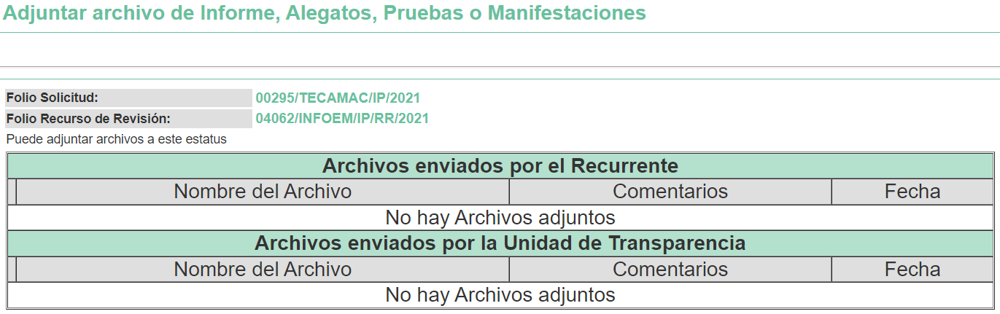 Adjuntar archivo de Informe, Alegatos, Pruebas o Manifestaciones
Folio Solicitud: 00295/TECAMAC/IP/2021
Folio Recurso de Revisión: 04062/INFOEM/IP/RR/2021
Puede adjuntar archivos a este estatus
Archivos enviados por el Recurrente
Nombre del Archivo Comentarios Fecha
No hay Archivos adjuntos
Archivos enviados por la Unidad de Transparencia
Nombre del Archivo Comentarios Fecha
No hay Archivos adjuntos